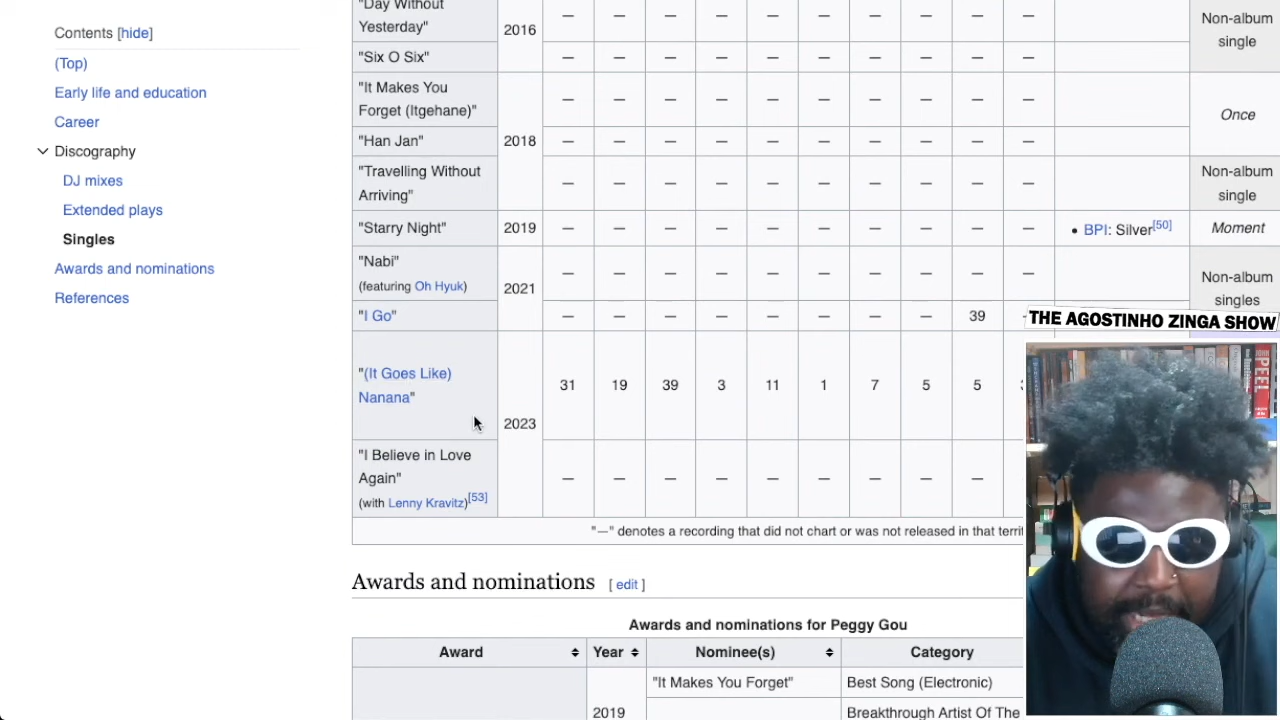 Contents [hide]
(Top)
Early life and education
Career
Discography
DJ mixes
Extended plays
Singles
Awards and nominations
References
"Day Without
Yesterday"
2016
— — — — — — — — — —
Non-album
single
"Six O Six"
— — — — — — — — — —
"It Makes You
Forget (Itgehane)"
2018
— — — — — — — — — —
Once
"Han Jan"
— — — — — — — — — —
"Travelling Without
Arriving"
— — — — — — — — — —
Non-album
single
"Starry Night" 2019 — — — — — — — — — — • BPI: Silver[50] Moment
"Nabi"
(featuring Oh Hyuk)
2021
— — — — — — — — — —
Non-album
singles
"I Go" — — — — — — — — 39
"(It Goes Like)
Nanana"
2023
31 19 39 3 11 1 7 5 5
"I Believe in Love
Again"
(with Lenny Kravitz)[53]
— — — — — — — — —
"—" denotes a recording that did not chart or was not released in that
Awards and nominations [ edit ]
Awards and nominations for Peggy Gou
Award Year Nominee(s) Category
2019
"It Makes You Forget" Best Song (Electronic)
Breakthrough Artist Of The
THE AGOSTINHO ZINGA SHOW
PEEL